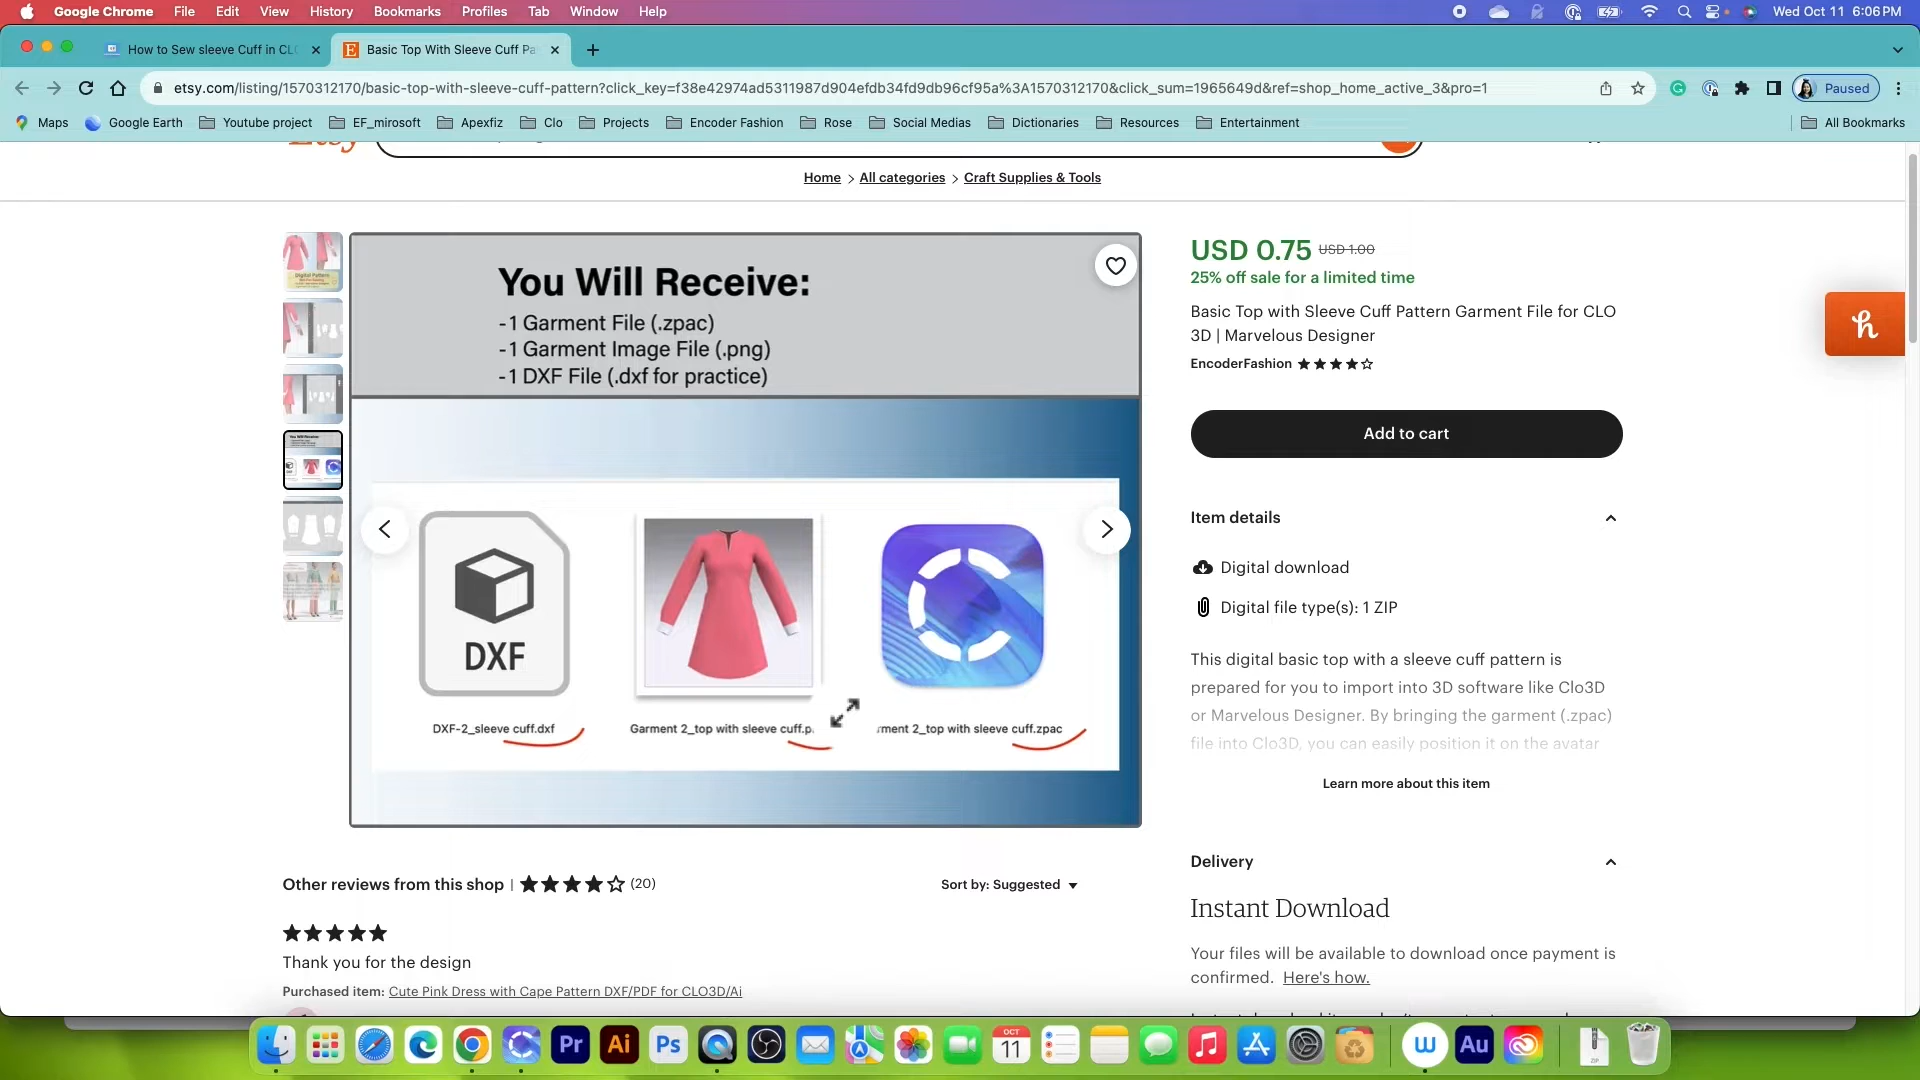 Google Chrome File Edit View History Bookmarks Profiles Tab Window Help Wed Oct 11 6:06 PM
How to Sew sleeve Cuff in CLO
Basic Top With Sleeve Cuff Pa
etsy.com/listing/1570312170/basic-top-with-sleeve-cuff-pattern?click_key=f38e42974ad5311987d904efdb34fd9db96cf95a%3A1570312170&click_sum=1965649d&ref=shop_home_active_3&pro=1
Paused
Maps Google Earth Youtube project EF_mirosoft Apexfiz Clo Projects Encoder Fashion Rose Social Medias Dictionaries Resources Entertainment All Bookmarks
Home > All categories > Craft Supplies & Tools
You Will Receive:
-1 Garment File (.zpac)
-1 Garment Image File (.png)
-1 DXF File (.dxf for practice)
DXF
DXF-2_sleeve cuff.dxf
Garment 2_top with sleeve cuff.p
rment 2_top with sleeve cuff.zpac
USD 0.75 USD 1.00
25% off sale for a limited time
Basic Top with Sleeve Cuff Pattern Garment File for CLO
3D | Marvelous Designer
EncoderFashion
Add to cart
Item details
Digital download
Digital file type(s): 1 ZIP
This digital basic top with a sleeve cuff pattern is
prepared for you to import into 3D software like Clo3D
or Marvelous Designer. By bringing the garment (.zpac)
file into Clo3D, you can easily position it on the avatar
Learn more about this item
Delivery
Instant Download
Your files will be available to download once payment is
confirmed. Here's how.
Other reviews from this shop | (20)
Sort by: Suggested
Thank you for the design
Purchased item: Cute Pink Dress with Cape Pattern DXF/PDF for CLO3D/Ai
Pr Ai Ps OCT 11 Au ZIP